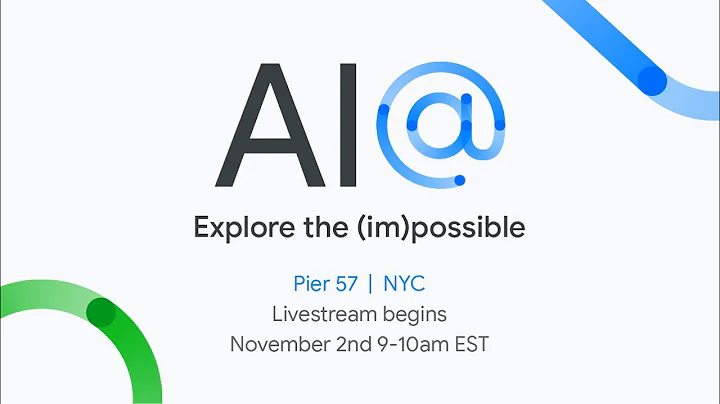 AI@
Explore the (im)possible
Pier 57 | NYC
Livestream begins
November 2nd 9-10am EST